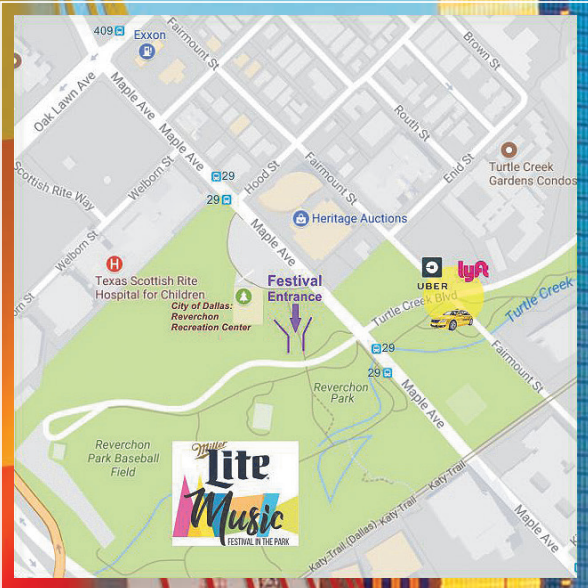 409
Exxon
Fairmount St
Brown St
Oak Lawn Ave
Maple Ave
Maple Ave
Routh St
Scottish Rite Way
Welborn St
29
29
Hood St
Fairmount St
Enid St
Turtle Creek
Gardens Condos
Heritage Auctions
Maple Ave
Welborn St
H
Texas Scottish Rite
Hospital for Children
Festival
Entrance
City of Dallas:
Reverchon
Recreation Center
UBER
lyft
Turtle Creek Blvd
Turtle Creek
29
29
Reverchon
Park
Maple Ave
Fairmount St
Reverchon
Park Baseball
Field
Miller
Lite
Music
FESTIVAL IN THE PARK
Katy Trail (Dallas)
Katy Trail
Katy Trail
Maple Ave